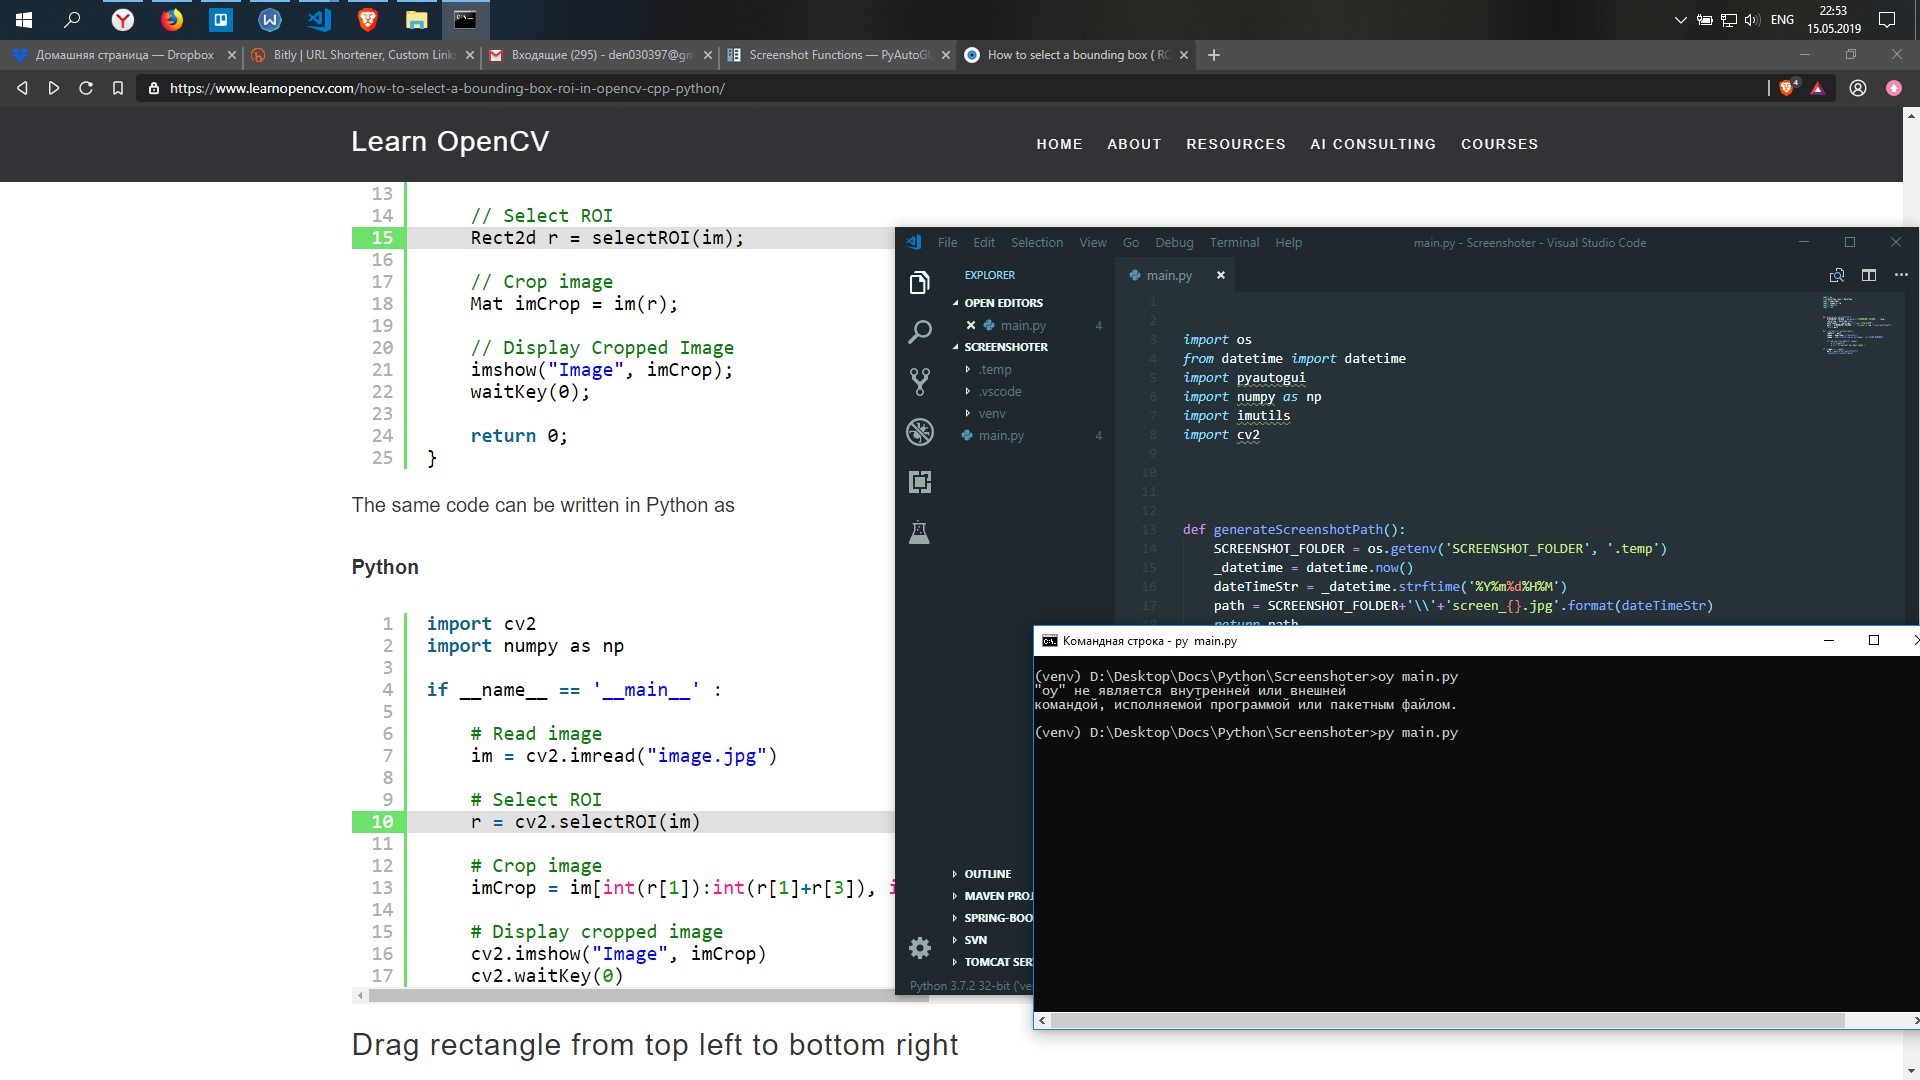 ENG
22:53
15.05.2019
Домашняя страница — Dropbox
Bitly | URL Shortener, Custom Link
Входящие (295) - den030397@gm
Screenshot Functions — PyAutoG
How to select a bounding box ( RO
https://www.learnopencv.com/how-to-select-a-bounding-box-roi-in-opencv-cpp-python/
4
Learn OpenCV
HOME ABOUT RESOURCES AI CONSULTING COURSES
13
14 // Select ROI
15 Rect2d r = selectROI(im);
16
17 // Crop image
18 Mat imCrop = im(r);
19
20 // Display Cropped Image
21 imshow("Image", imCrop);
22 waitKey(0);
23
24 return 0;
25 }
The same code can be written in Python as
Python
1 import cv2
2 import numpy as np
3
4 if __name__ == '__main__' :
5
6 # Read image
7 im = cv2.imread("image.jpg")
8
9 # Select ROI
10 r = cv2.selectROI(im)
11
12 # Crop image
13 imCrop = im[int(r[1]):int(r[1]+r[3]), i
14
15 # Display cropped image
16 cv2.imshow("Image", imCrop)
17 cv2.waitKey(0)
Drag rectangle from top left to bottom right
File Edit Selection View Go Debug Terminal Help
main.py - Screenshoter - Visual Studio Code
EXPLORER
OPEN EDITORS
main.py 4
SCREENSHOTER
.temp
.vscode
venv
main.py 4
OUTLINE
MAVEN PROJ
SPRING-BOO
SVN
TOMCAT SER
Python 3.7.2 32-bit ('ve
main.py
1
2
3 import os
4 from datetime import datetime
5 import pyautogui
6 import numpy as np
7 import imutils
8 import cv2
9
10
11
12
13 def generateScreenshotPath():
14 SCREENSHOT_FOLDER = os.getenv('SCREENSHOT_FOLDER', '.temp')
15 _datetime = datetime.now()
16 dateTimeStr = _datetime.strftime('%Y%m%d%H%M')
17 path = SCREENSHOT_FOLDER+'\\'+'screen_{}.jpg'.format(dateTimeStr)
18 return path
Командная строка - py main.py
(venv) D:\Desktop\Docs\Python\Screenshoter>oy main.py
"oy" не является внутренней или внешней
командой, исполняемой программой или пакетным файлом.
(venv) D:\Desktop\Docs\Python\Screenshoter>py main.py